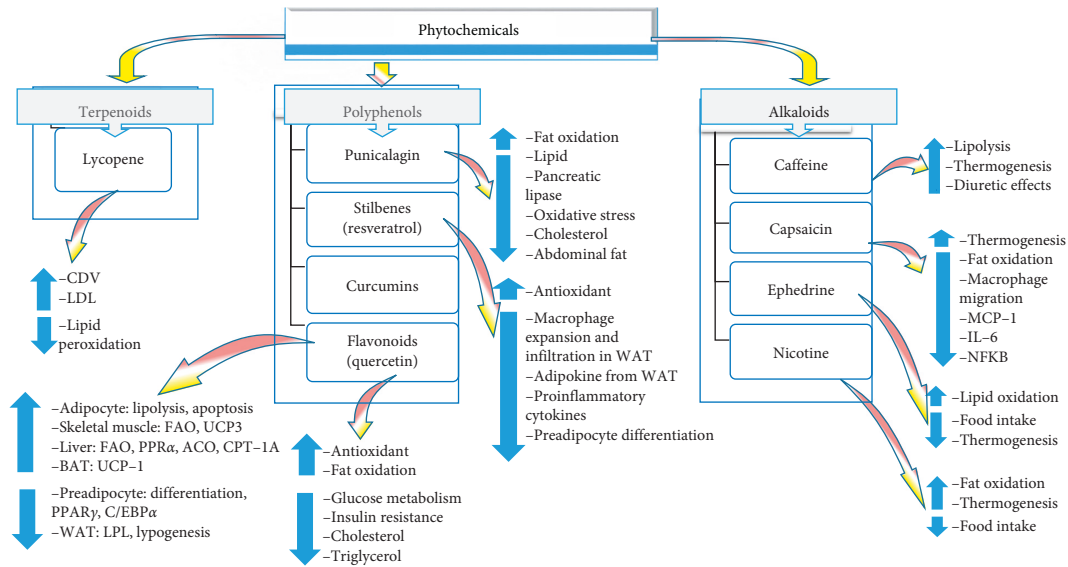 Phytochemicals
Terpenoids
Lycopene
–CDV
–LDL
–Lipid
peroxidation
Polyphenols
Punicalagin
Stilbenes
(resveratrol)
Curcumins
Flavonoids
(quercetin)
–Fat oxidation
–Lipid
–Pancreatic
lipase
–Oxidative stress
–Cholesterol
–Abdominal fat
–Antioxidant
–Macrophage
expansion and
infiltration in WAT
–Adipokine from WAT
–Proinflammatory
cytokines
–Preadipocyte differentiation
–Adipocyte: lipolysis, apoptosis
–Skeletal muscle: FAO, UCP3
–Liver: FAO, PPRα, ACO, CPT–1A
–BAT: UCP–1
–Preadipocyte: differentiation,
PPARγ, C/EBPα
–WAT: LPL, lypogenesis
–Antioxidant
–Fat oxidation
–Glucose metabolism
–Insulin resistance
–Cholesterol
–Triglycerol
Alkaloids
Caffeine
Capsaicin
Ephedrine
Nicotine
–Lipolysis
–Thermogenesis
–Diuretic effects
–Thermogenesis
–Fat oxidation
–Macrophage
migration
–MCP–1
–IL–6
–NFKB
–Lipid oxidation
–Food intake
–Thermogenesis
–Fat oxidation
–Thermogenesis
–Food intake